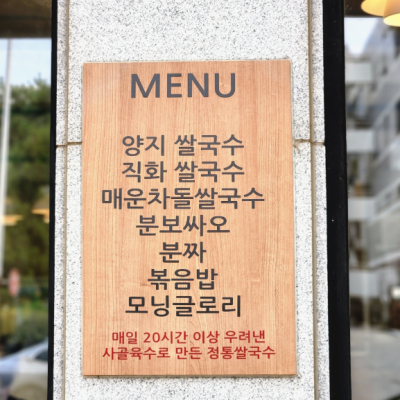 MENU
양지 쌀국수
직화 쌀국수
매운차돌쌀국수
분보싸오
분짜
볶음밥
모닝글로리
매일 20시간 이상 우려낸
사골육수로 만든 정통쌀국수